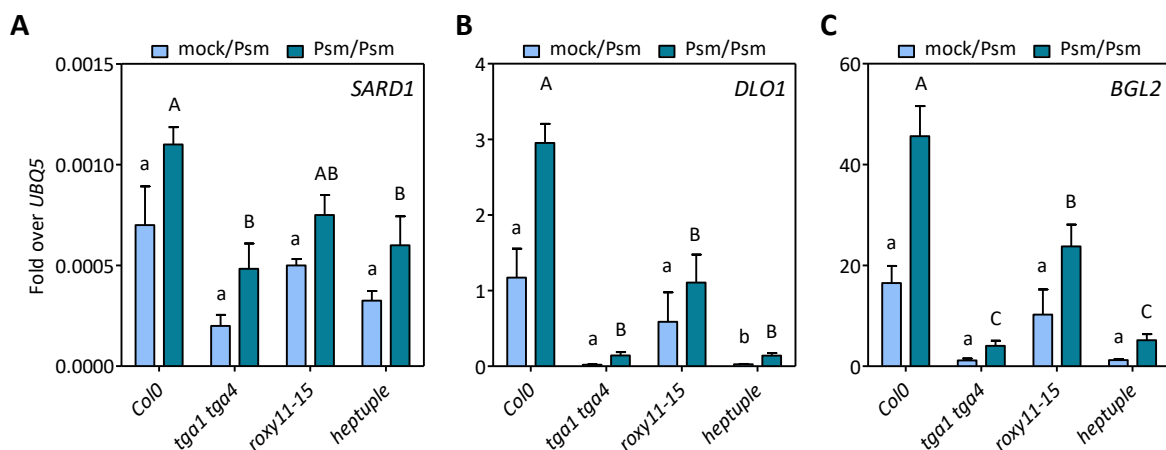 A
mock/Psm Psm/Psm
SARD1
Fold over UBQ5
0.0015
0.0010
0.0005
0.0000
a A a B a AB a B
Col0 tga1 tga4 roxy11-15 heptuple
B
mock/Psm Psm/Psm
DLO1
4
3
2
1
0
a A a B a B b B
Col0 tga1 tga4 roxy11-15 heptuple
C
mock/Psm Psm/Psm
BGL2
60
40
20
0
a A a C a B a C
Col0 tga1 tga4 roxy11-15 heptuple